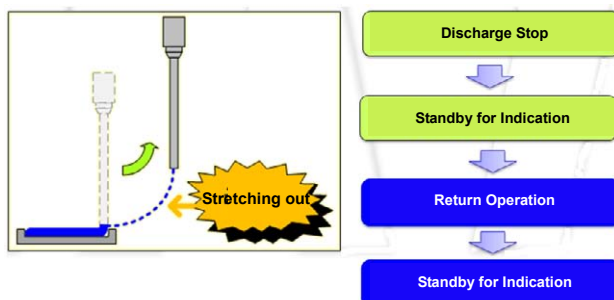 Stretching out
Discharge Stop
Standby for Indication
Return Operation
Standby for Indication